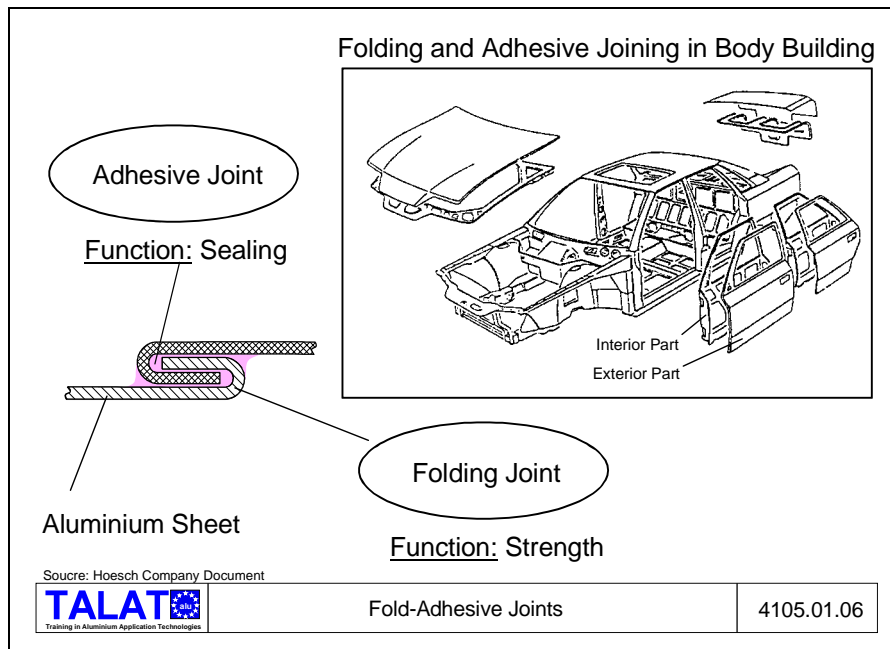 Folding and Adhesive Joining in Body Building
Adhesive Joint
Function: Sealing
Interior Part
Exterior Part
Folding Joint
Aluminium Sheet
Function: Strength
Soucre: Hoesch Company Document
TALAT
alu
Training in Aluminium Application Technologies
Fold-Adhesive Joints
4105.01.06